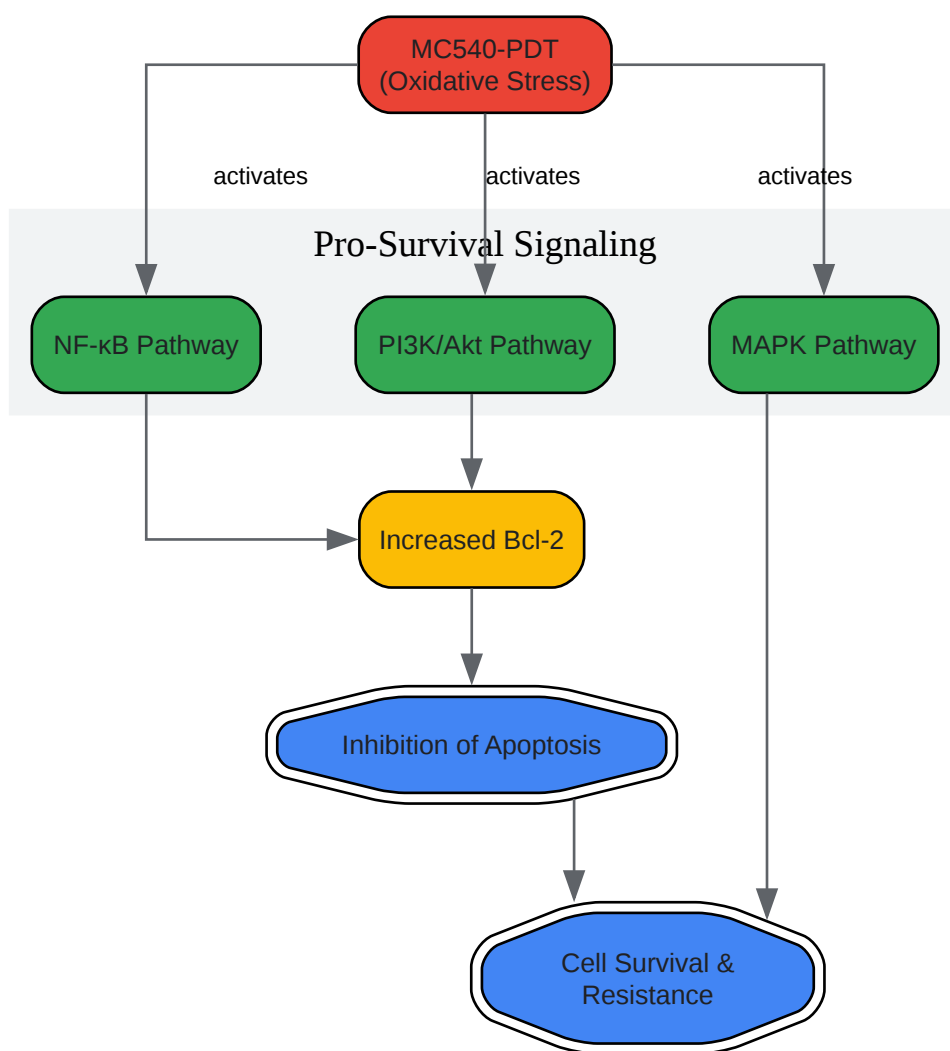 MC540-PDT
(Oxidative Stress)
activates
activates
activates
Pro-Survival Signaling
NF-κB Pathway
PI3K/Akt Pathway
MAPK Pathway
Increased Bcl-2
Inhibition of Apoptosis
Cell Survival &
Resistance